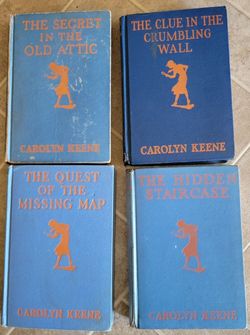 THE SECRET
IN THE
OLD ATTIC
CAROLYN KEENE
THE CLUE IN THE
CRUMBLING
WALL
CAROLYN KEENE
THE QUEST
OF THE
MISSING MAP
CAROLYN KEENE
THE HIDDEN
STAIRCASE
CAROLYN KEENE